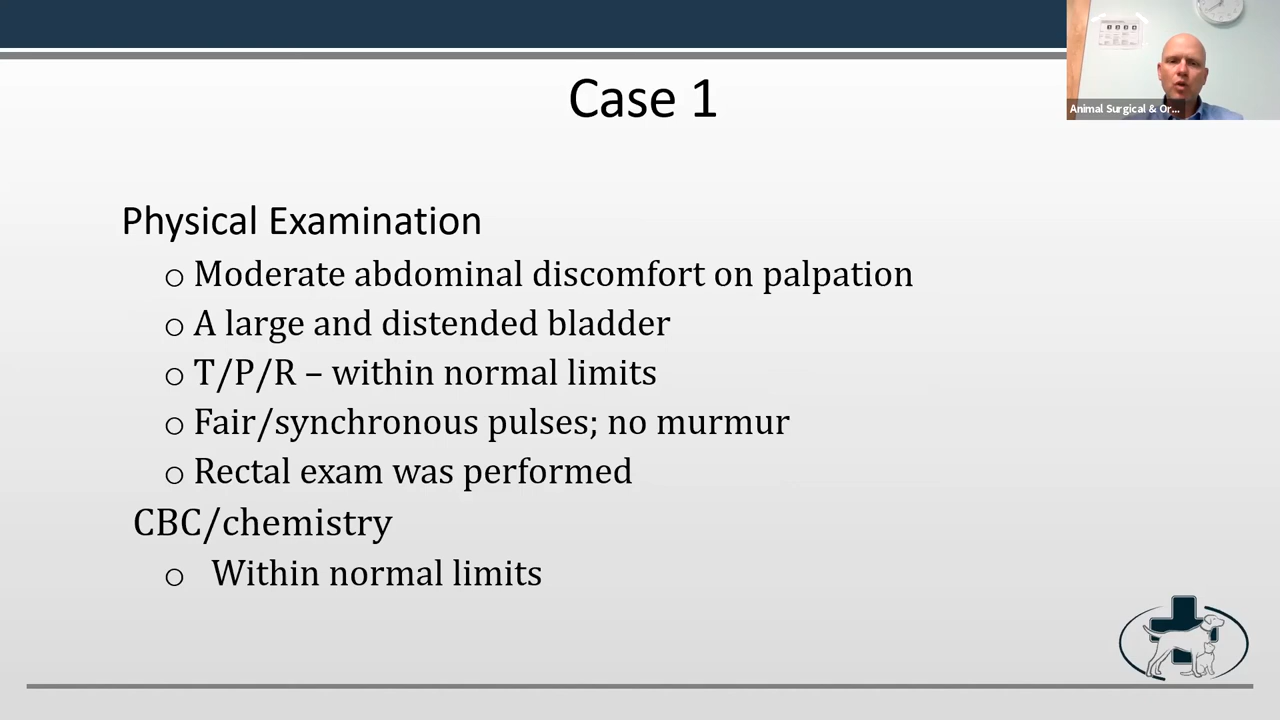 Case 1
Animal Surgical & Or...
Physical Examination
○ Moderate abdominal discomfort on palpation
○ A large and distended bladder
○ T/P/R – within normal limits
○ Fair/synchronous pulses; no murmur
○ Rectal exam was performed
CBC/chemistry
○ Within normal limits